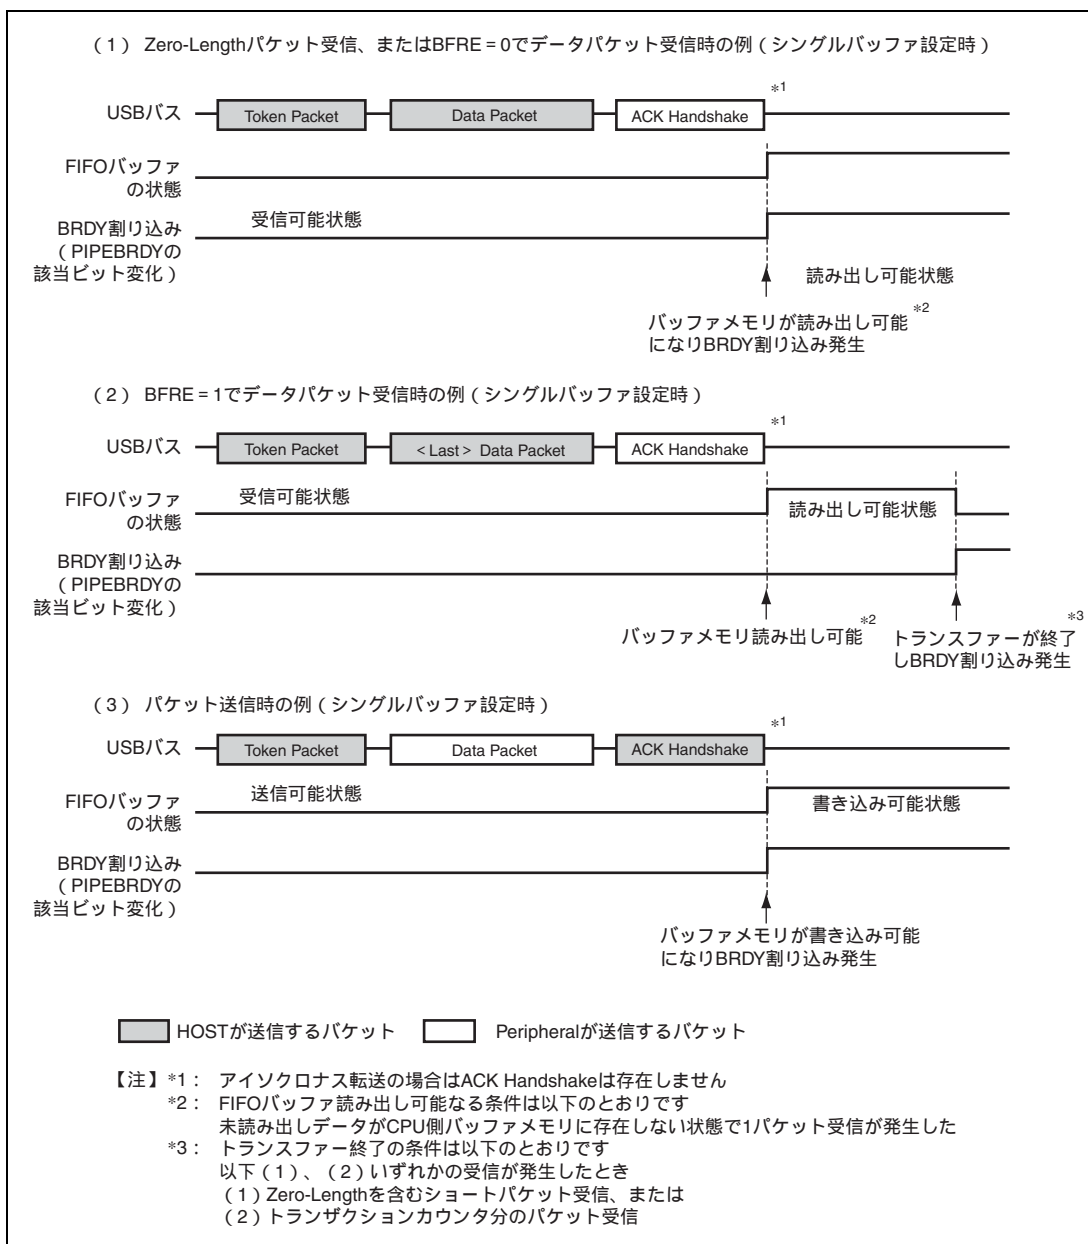 （1） Zero-Lengthパケット受信、またはBFRE = 0でデータパケット受信時の例（シングルバッファ設定時）
*1
USBバス Token Packet Data Packet ACK Handshake
FIFOバッファ
の状態
受信可能状態
BRDY割り込み
（PIPEBRDYの
該当ビット変化）
読み出し可能状態
バッファメモリが読み出し可能 *2
になりBRDY割り込み発生
（2） BFRE = 1でデータパケット受信時の例（シングルバッファ設定時）
*1
USBバス Token Packet < Last > Data Packet ACK Handshake
FIFOバッファ
の状態
受信可能状態 読み出し可能状態
BRDY割り込み
（PIPEBRDYの
該当ビット変化）
バッファメモリ読み出し可能 *2
トランスファーが終了 *3
しBRDY割り込み発生
（3） パケット送信時の例（シングルバッファ設定時）
*1
USBバス Token Packet Data Packet ACK Handshake
FIFOバッファ
の状態
送信可能状態 書き込み可能状態
BRDY割り込み
（PIPEBRDYの
該当ビット変化）
バッファメモリが書き込み可能
になりBRDY割り込み発生
HOSTが送信するパケット Peripheralが送信するパケット
【注】*1： アイソクロナス転送の場合はACK Handshakeは存在しません
*2： FIFOバッファ読み出し可能なる条件は以下のとおりです
未読み出しデータがCPU側バッファメモリに存在しない状態で1パケット受信が発生した
*3： トランスファー終了の条件は以下のとおりです
以下（1）、（2）いずれかの受信が発生したとき
（1）Zero-Lengthを含むショートパケット受信、または
（2）トランザクションカウンタ分のパケット受信